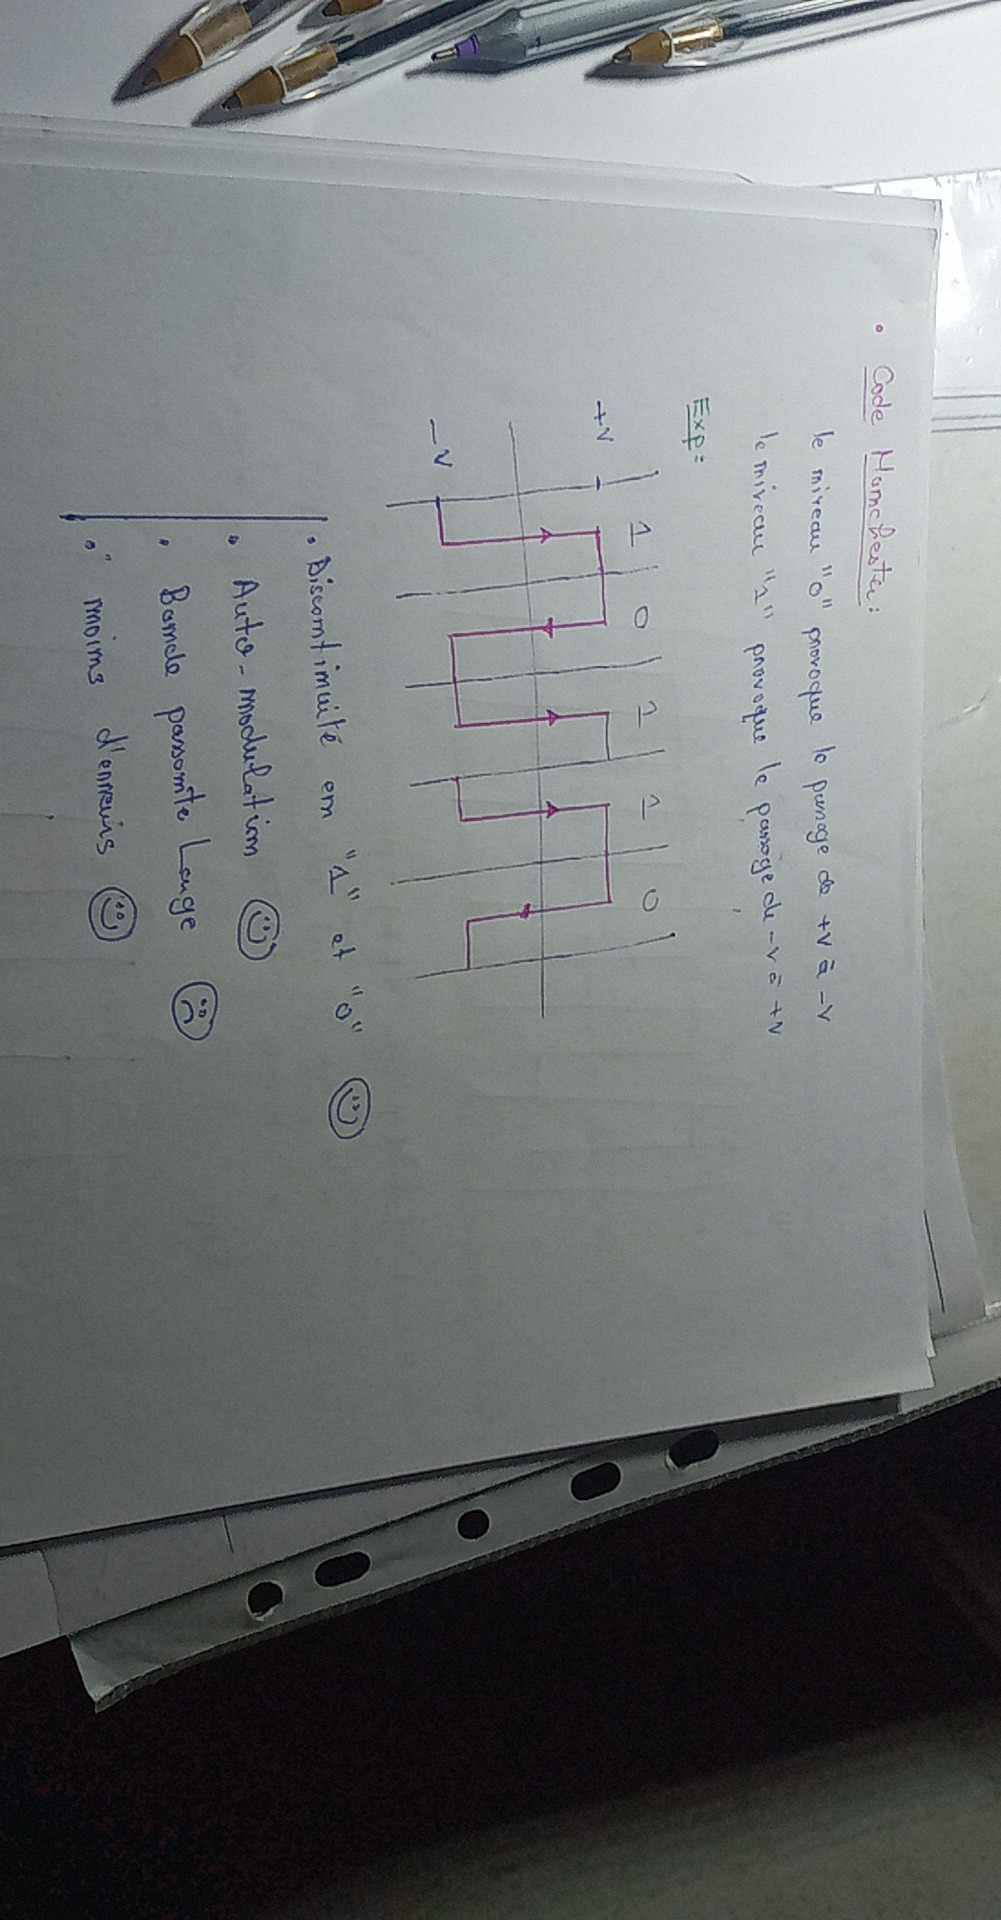 • Code Manchester:
le niveau "0" provoque le passage de +V à -V
le niveau "1" provoque le passage de -V à +V
Exp:
1 0 1 1 0
+V
-V
• Discontinuité en "1" et "0"
• Auto-modulation
• Bande passante Large
• moins d'erreurs